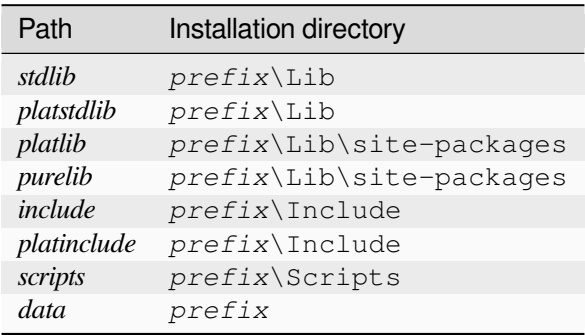 Path Installation directory
stdlib prefix\Lib
platstdlib prefix\Lib
platlib prefix\Lib\site-packages
purelib prefix\Lib\site-packages
include prefix\Include
platinclude prefix\Include
scripts prefix\Scripts
data prefix